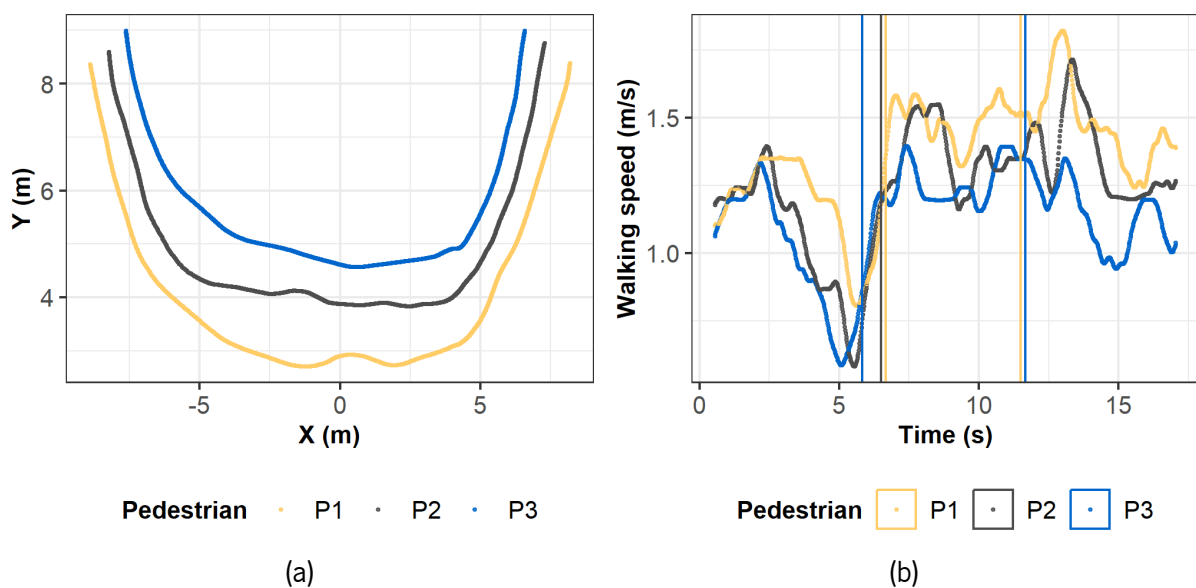 8
6
4
Y (m)
-5 0 5
X (m)
Pedestrian P1 P2 P3
(a)
1.5
1.0
Walking speed (m/s)
0 5 10 15
Time (s)
Pedestrian P1 P2 P3
(b)